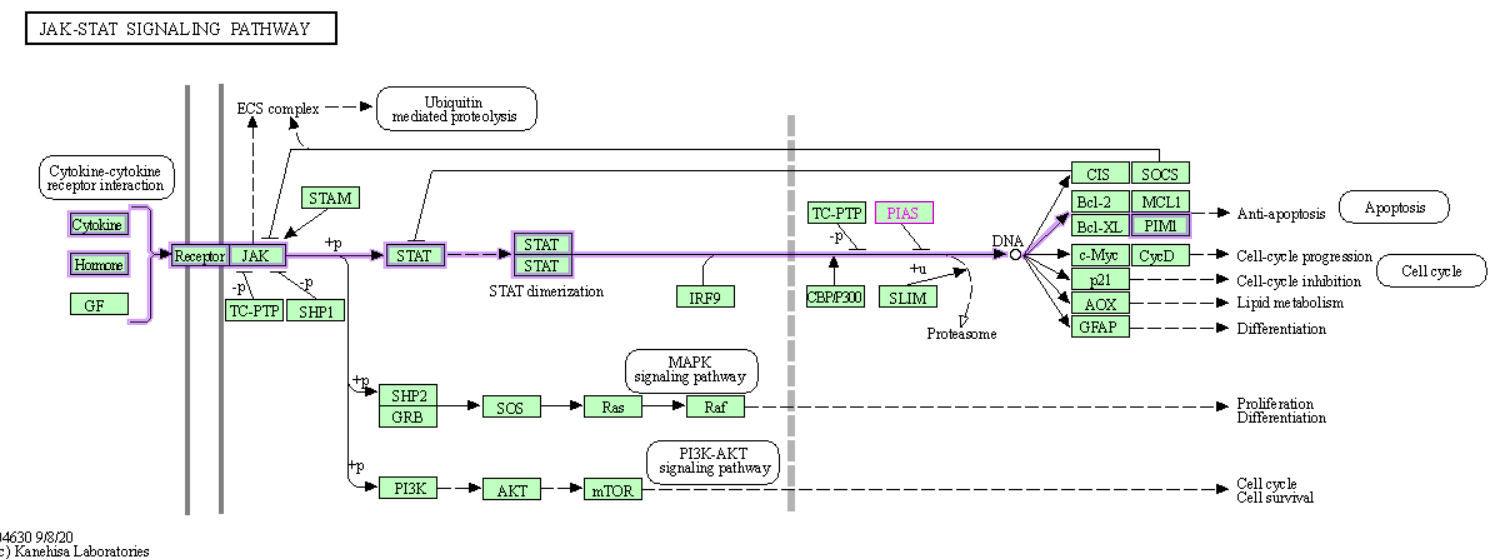 JAK-STAT SIGNALING PATHWAY
ECS complex
Ubiquitin
mediated proteolysis
Cytokine-cytokine
receptor interaction
STAM
CIS
SOCS
Cytokine
TC-PTP
PIAS
Bcl-2
MCL1
Anti-apoptosis
Apoptosis
-p
Bcl-XL
PIM1
+p
STAT
DNA
Hormone
Receptor
JAK
STAT
STAT
c-Myc
CycD
Cell-cycle progression
Cell cycle
+u
p21
Cell-cycle inhibition
-p
-p
STAT dimerization
GF
TC-PTP
SHP1
IRF9
CBP/P300
SLIM
AOX
Lipid metabolism
Proteasome
GFAP
Differentiation
MAPK
signaling pathway
+p
SHP2
GRB
SOS
Ras
Raf
Proliferation
Differentiation
PI3K-AKT
signaling pathway
+p
PI3K
AKT
mTOR
Cell cycle
Cell survival
04630 9/8/20
c) Kanehisa Laboratories